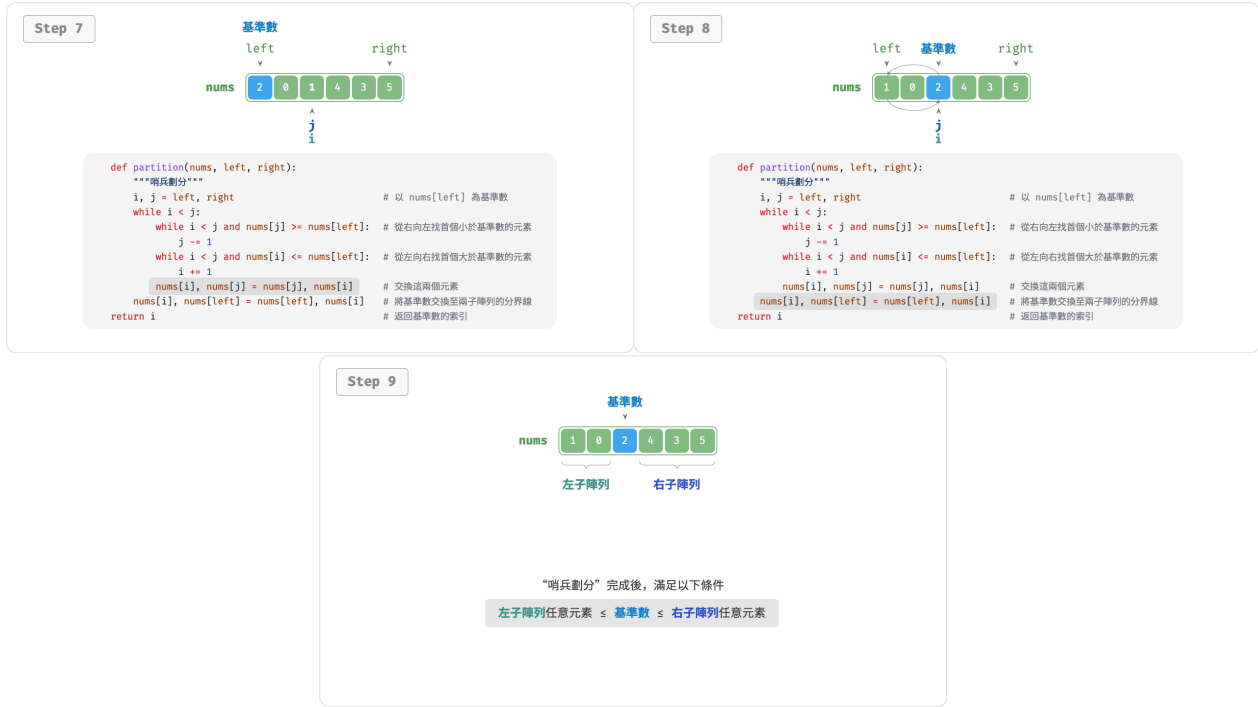 Step 7
基準數
left right
nums 2 0 1 4 3 5
j
i
def partition(nums, left, right):
"""哨兵劃分"""
i, j = left, right # 以 nums[left] 為基準數
while i < j:
while i < j and nums[j] >= nums[left]: # 從右向左找首個小於基準數的元素
j -= 1
while i < j and nums[i] <= nums[left]: # 從左向右找首個大於基準數的元素
i += 1
nums[i], nums[j] = nums[j], nums[i] # 交換這兩個元素
nums[i], nums[left] = nums[left], nums[i] # 將基準數交換至兩子陣列的分界線
return i # 返回基準數的索引
Step 8
left 基準數 right
nums 1 0 2 4 3 5
j
i
def partition(nums, left, right):
"""哨兵劃分"""
i, j = left, right # 以 nums[left] 為基準數
while i < j:
while i < j and nums[j] >= nums[left]: # 從右向左找首個小於基準數的元素
j -= 1
while i < j and nums[i] <= nums[left]: # 從左向右找首個大於基準數的元素
i += 1
nums[i], nums[j] = nums[j], nums[i] # 交換這兩個元素
nums[i], nums[left] = nums[left], nums[i] # 將基準數交換至兩子陣列的分界線
return i # 返回基準數的索引
Step 9
基準數
nums 1 0 2 4 3 5
左子陣列 右子陣列
“哨兵劃分”完成後，滿足以下條件
左子陣列任意元素 ≤ 基準數 ≤ 右子陣列任意元素